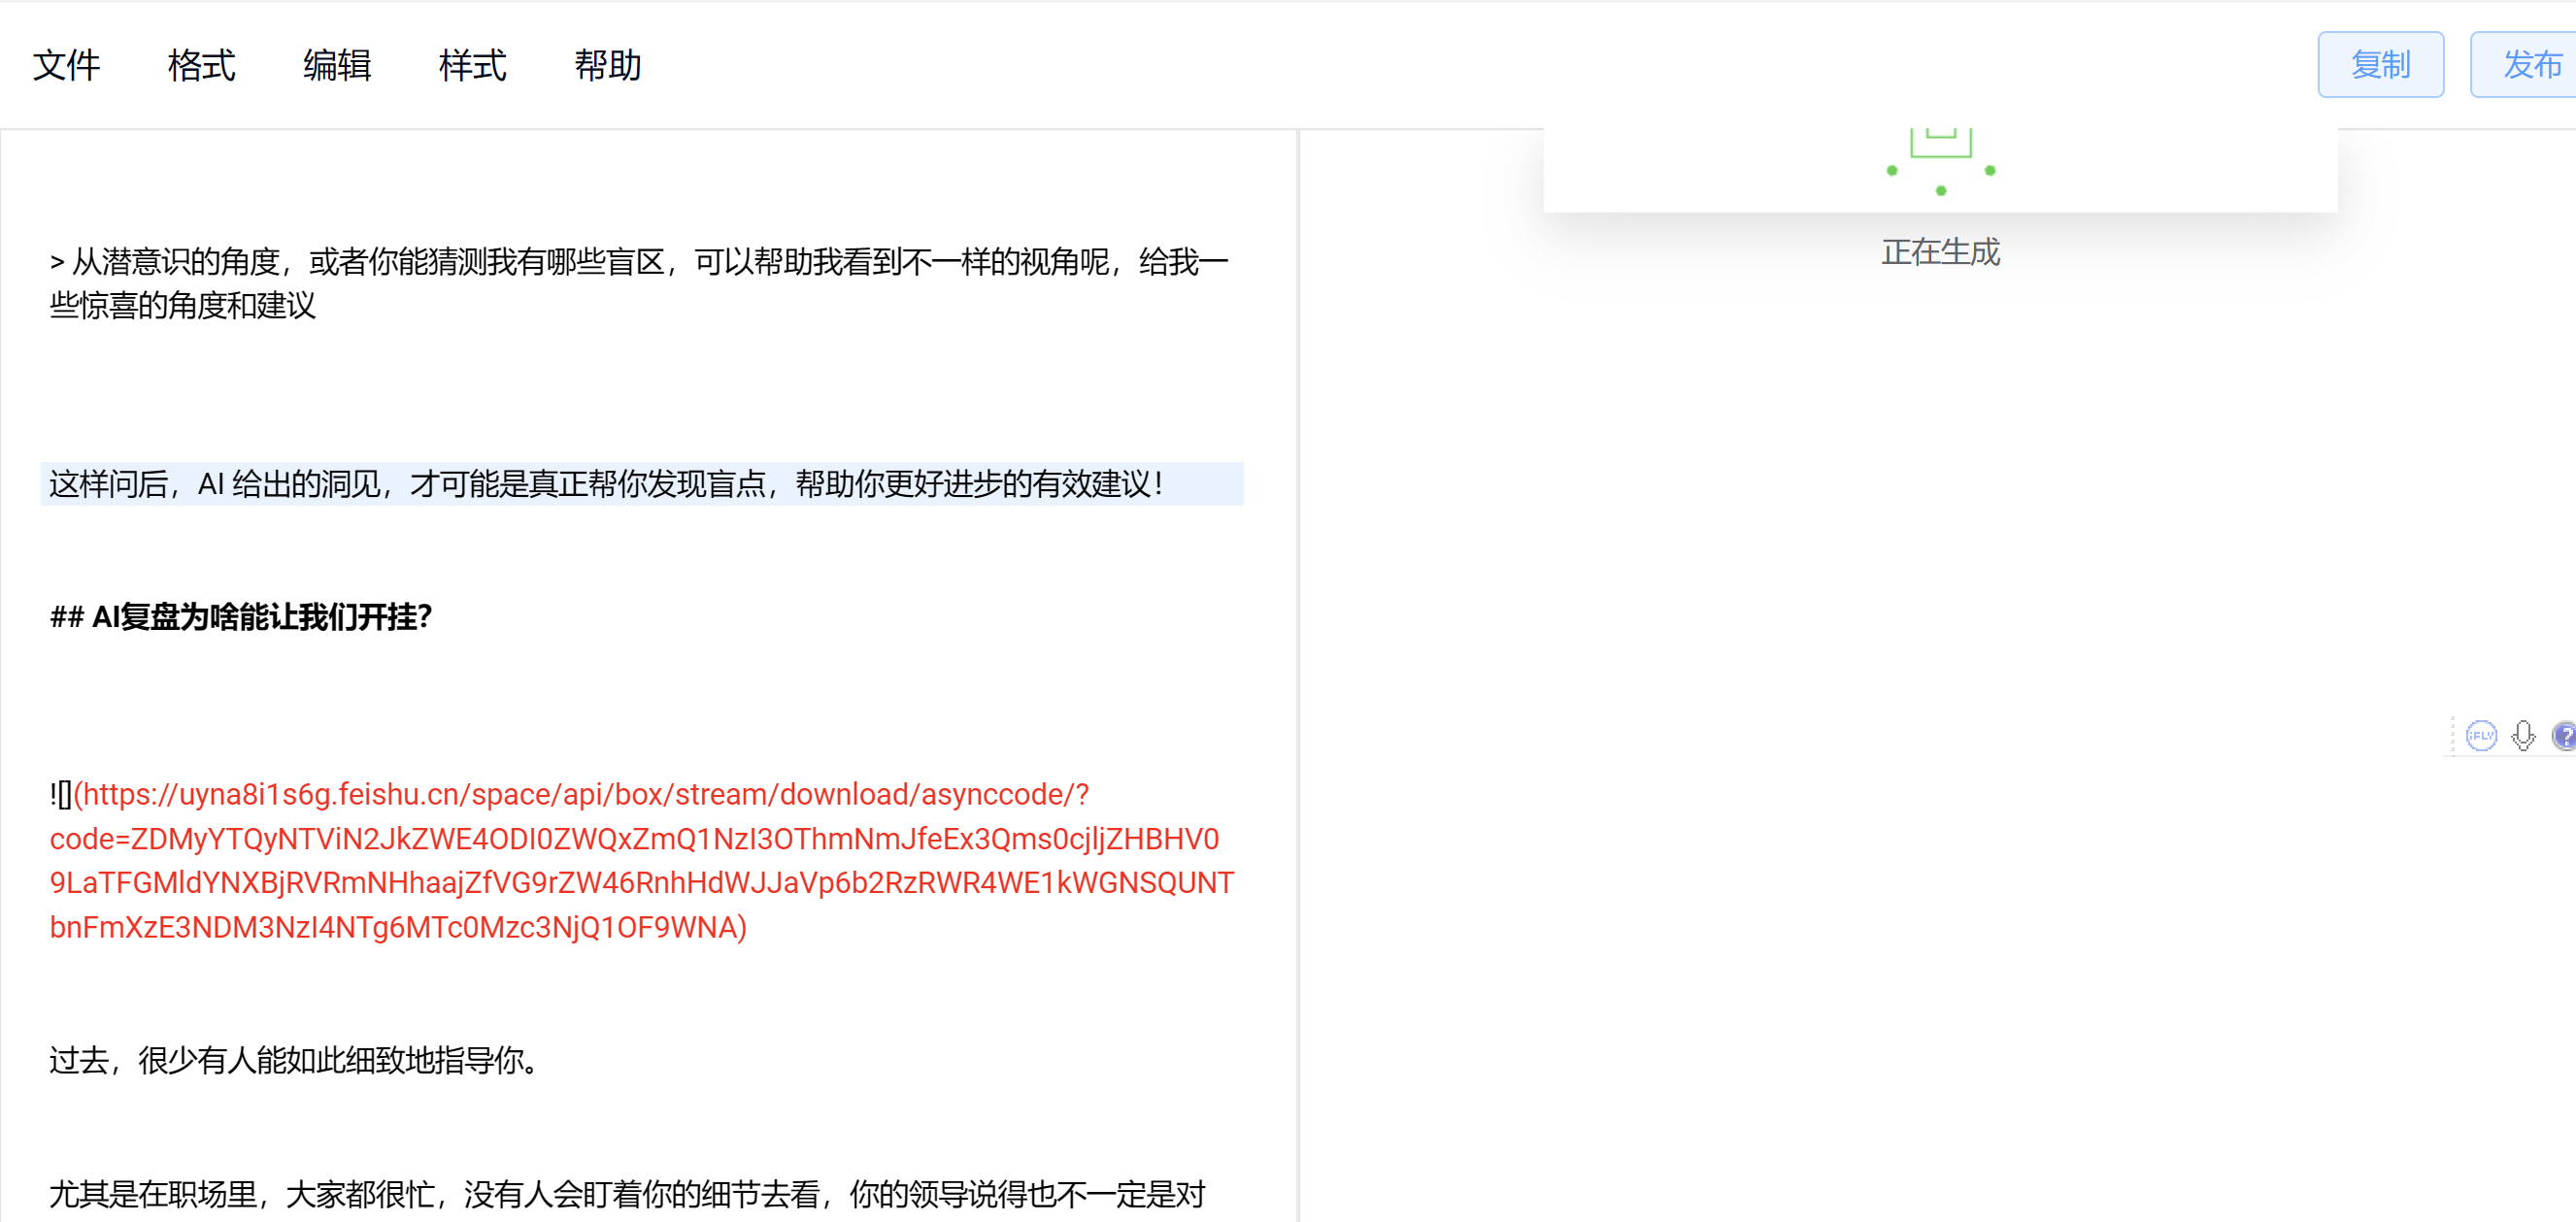 文件 格式 编辑 样式 帮助 复制 发布
> 从潜意识的角度，或者你能猜测我有哪些盲区，可以帮助我看到不一样的视角呢，给我一
些惊喜的角度和建议
这样问后，AI 给出的洞见，才可能是真正帮你发现盲点，帮助你更好进步的有效建议！
## AI复盘为啥能让我们开挂？
![](https://uyna8i1s6g.feishu.cn/space/api/box/stream/download/asynccode/?
code=ZDMyYTQyNTViN2JkZWE4ODI0ZWQxZmQ1NzI3OThmNmJfeEx3Qms0cjljZHBHV0
9LaTFGMldYNXBjRVRmNHhaajZfVG9rZW46RnhHdWJJaVp6b2RzRWR4WE1kWGNSQUNT
bnFmXzE3NDM3NzI4NTg6MTc0Mzc3NjQ1OF9WNA)
过去，很少有人能如此细致地指导你。
尤其是在职场里，大家都很忙，没有人会盯着你的细节去看，你的领导说得也不一定是对
正在生成
iFLY